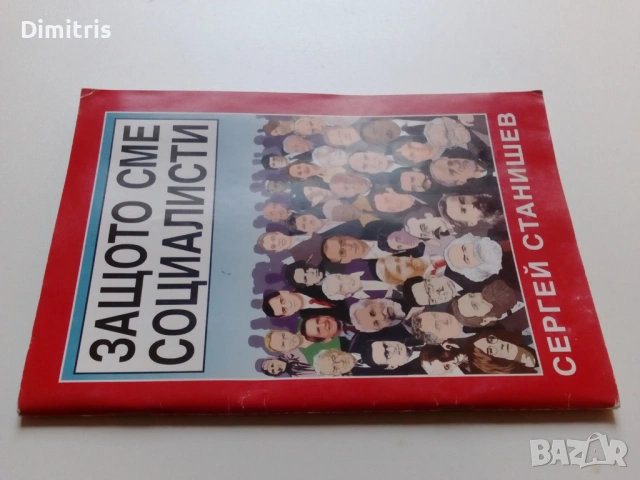 Dimitris
ЗАЩОТО СМЕ
СОЦИАЛИСТИ
СЕРГЕЙ СТАНИШЕВ
BAZAR